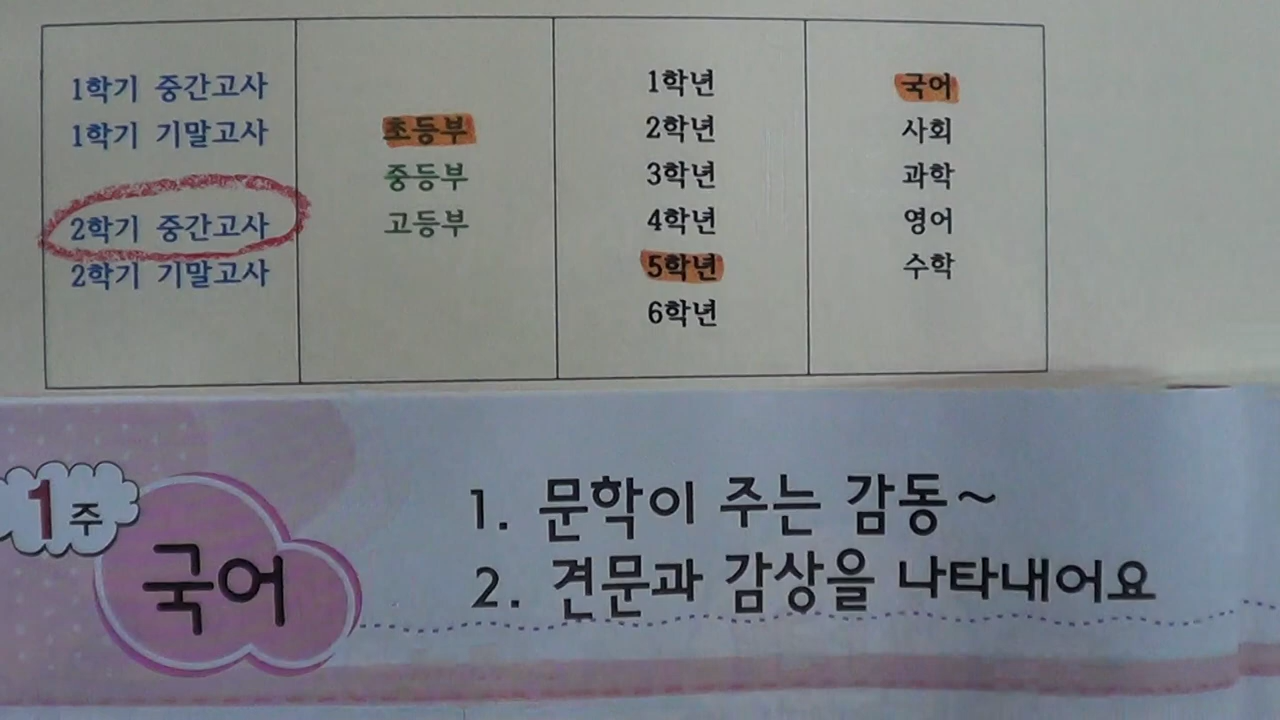 1학기 중간고사
1학기 기말고사
2학기 중간고사
2학기 기말고사
초등부
중등부
고등부
1학년
2학년
3학년
4학년
5학년
6학년
국어
사회
과학
영어
수학
1주
국어
1. 문학이 주는 감동~
2. 견문과 감상을 나타내어요